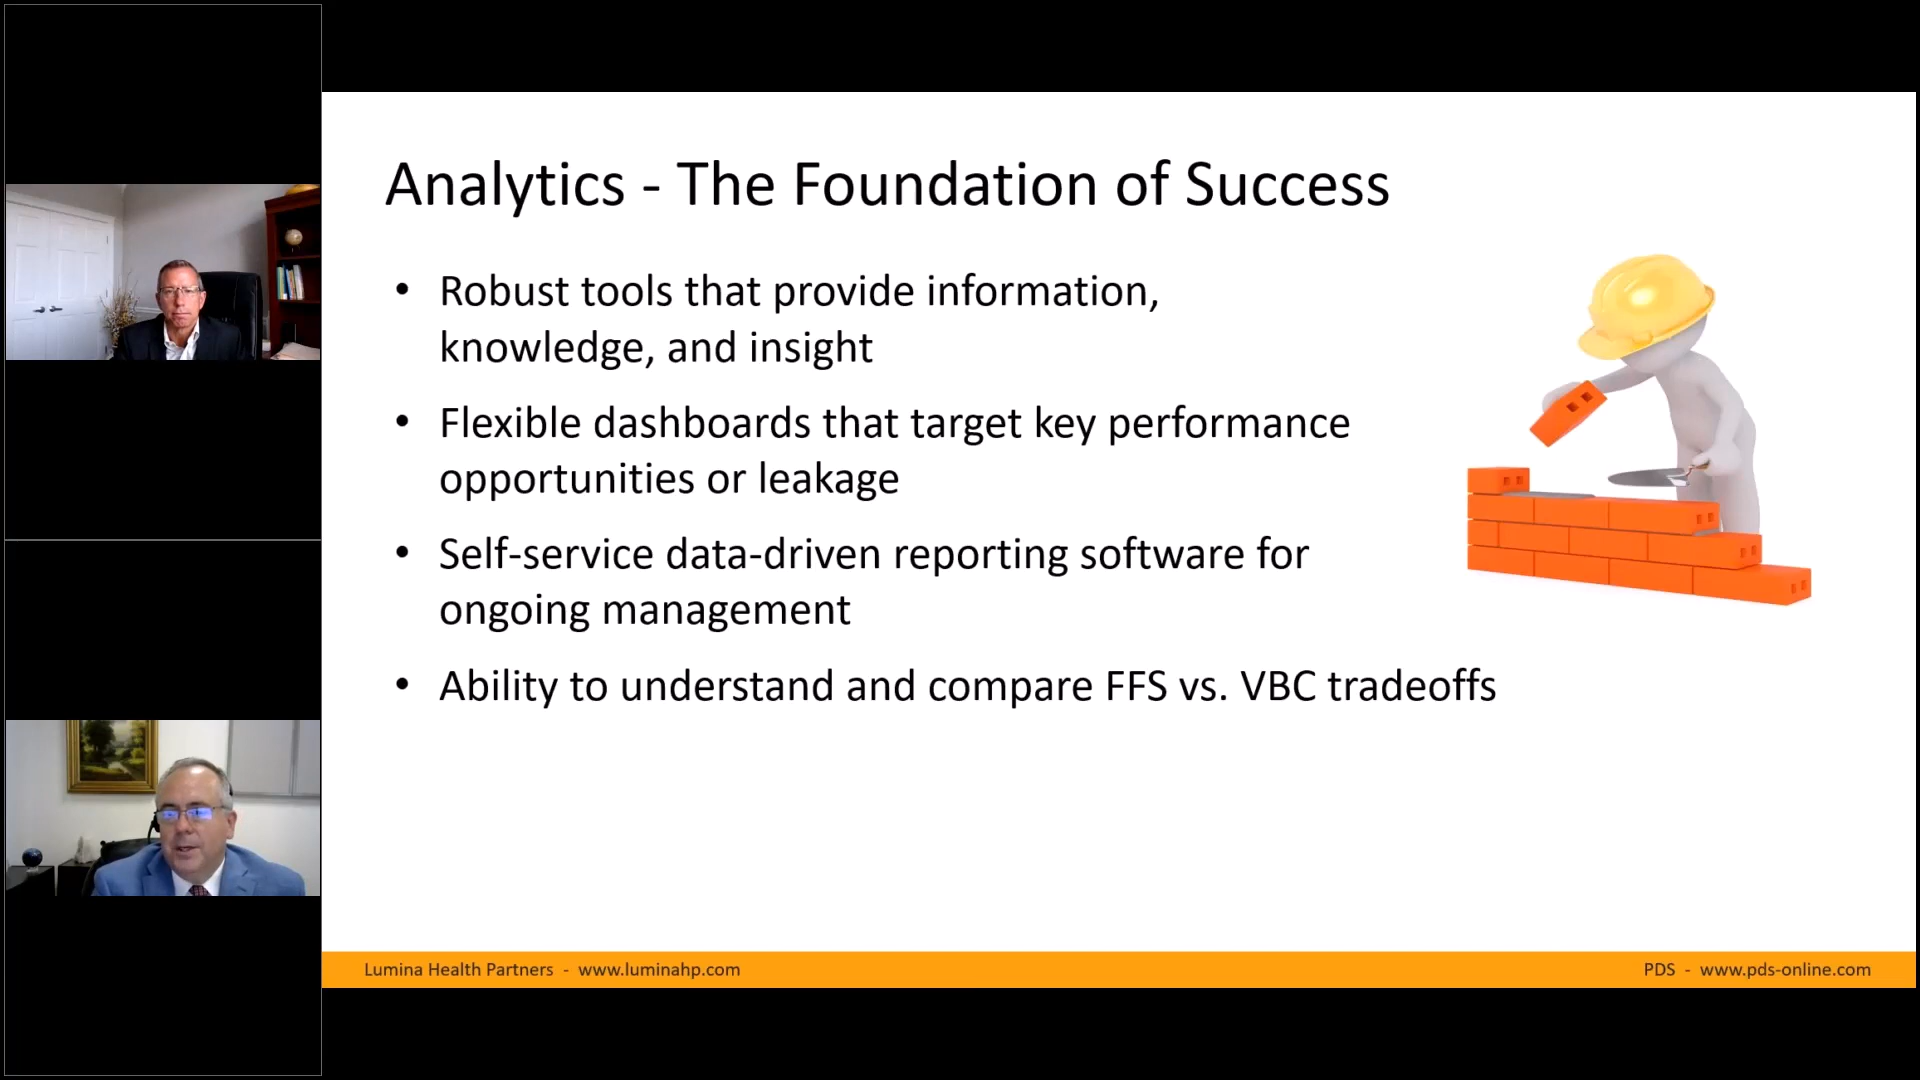 Analytics - The Foundation of Success
• Robust tools that provide information,
knowledge, and insight
• Flexible dashboards that target key performance
opportunities or leakage
• Self-service data-driven reporting software for
ongoing management
• Ability to understand and compare FFS vs. VBC tradeoffs
Lumina Health Partners - www.luminahp.com
PDS - www.pds-online.com